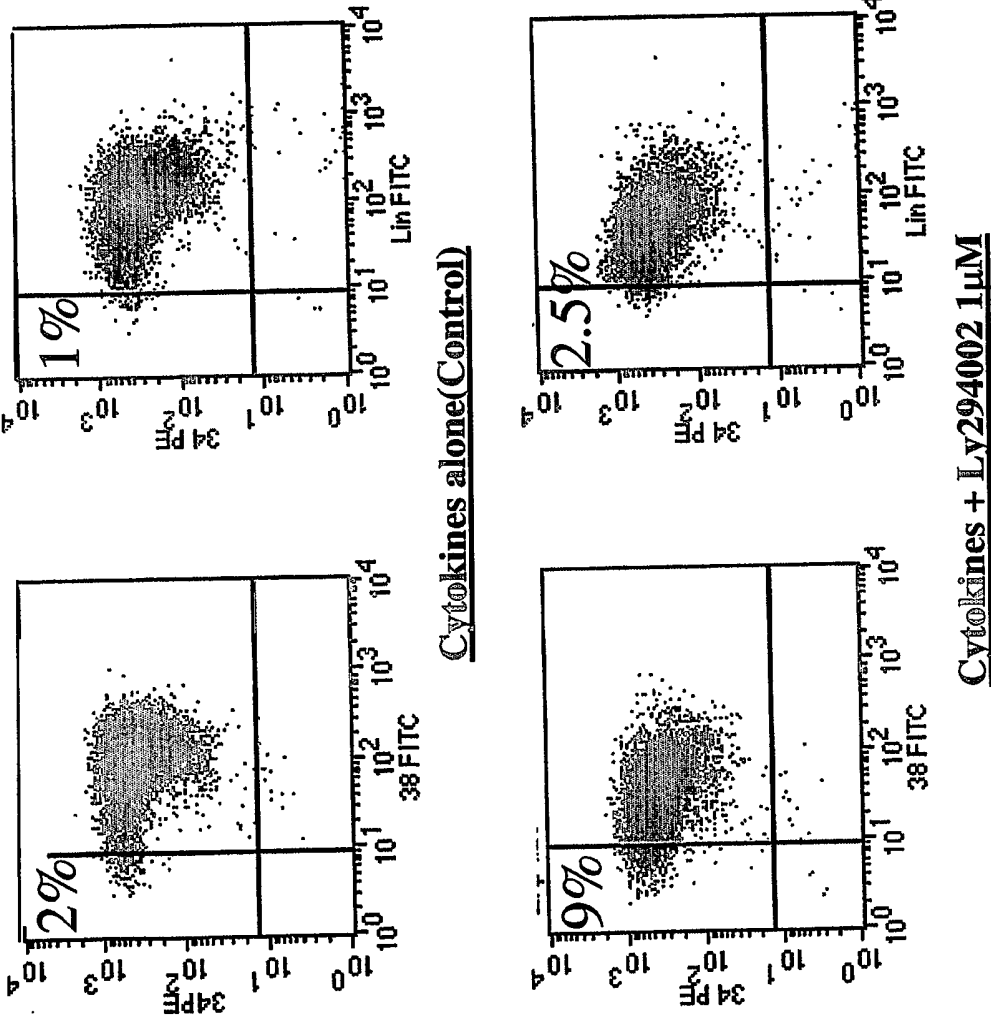 2%
10⁴
10³
10²
10¹
10⁰
34PE
10⁰ 10¹ 10² 10³ 10⁴
38 FITC
1%
10⁴
10³
10²
10¹
10⁰
34 PE
10⁰ 10¹ 10² 10³ 10⁴
Lin FITC
Cytokines alone(Control)
9%
10⁴
10³
10²
10¹
10⁰
34 PE
10⁰ 10¹ 10² 10³ 10⁴
38 FITC
2.5%
10⁴
10³
10²
10¹
10⁰
34 PE
10⁰ 10¹ 10² 10³ 10⁴
Lin FITC
Cytokines + Ly294002 1μM